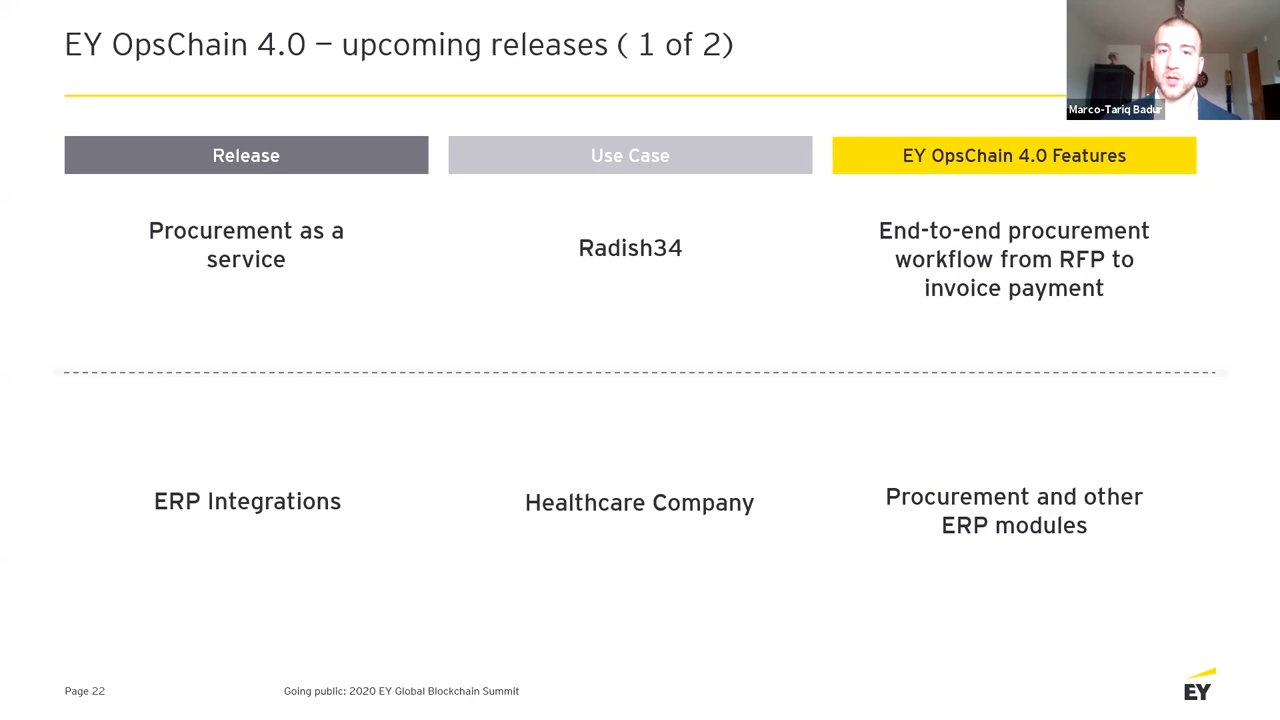 EY OpsChain 4.0 – upcoming releases ( 1 of 2)
Marco-Tariq Badur
Release
Use Case
EY OpsChain 4.0 Features
Procurement as a
service
Radish34
End-to-end procurement
workflow from RFP to
invoice payment
ERP Integrations
Healthcare Company
Procurement and other
ERP modules
Page 22
Going public: 2020 EY Global Blockchain Summit
EY